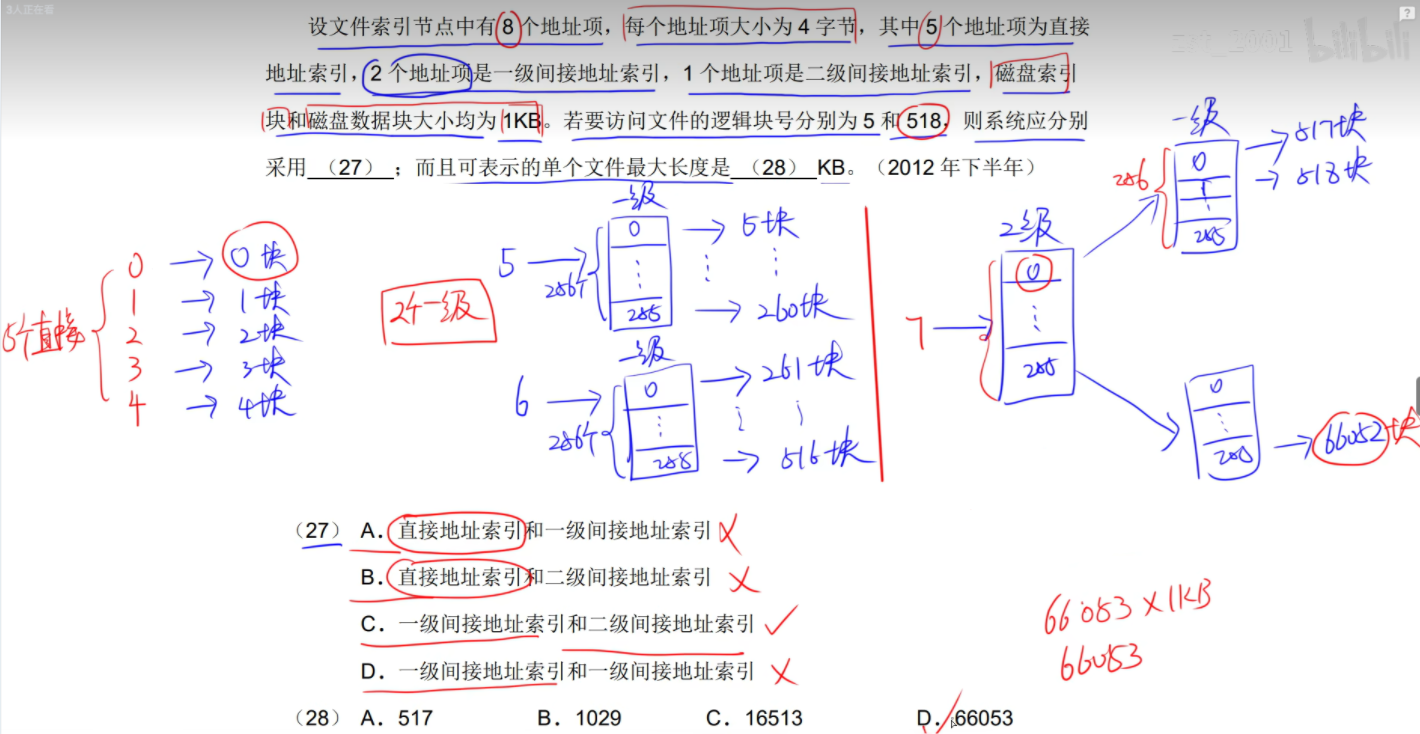 3人正在看
设文件索引节点中有 8 个地址项，每个地址项大小为 4 字节，其中 5 个地址项为直接
地址索引，2 个地址项是一级间接地址索引，1 个地址项是二级间接地址索引，磁盘索引
块和磁盘数据块大小均为 1KB。若要访问文件的逻辑块号分别为 5 和 518，则系统应分别
采用 （27） ；而且可表示的单个文件最大长度是 （28） KB。（2012 年下半年）
bilibili
5个直接
0 → 0块
1 → 1块
2 → 2块
3 → 3块
4 → 4块
2个一级
一级
5 → 256个 0 → 5块
⋮ ⋮ ⋮
255 → 260块
一级
6 → 256个 0 → 261块
⋮ ⋮ ⋮
255 → 516块
2级
7 → 0
⋮
255
一级
256 0 → 517块
1 → 518块
⋮
255
0
⋮
255 → 66052块
（27） A．直接地址索引和一级间接地址索引 ×
B．直接地址索引和二级间接地址索引 ×
C．一级间接地址索引和二级间接地址索引 ✓
D．一级间接地址索引和一级间接地址索引 ×
66053×1KB
66053
（28） A．517 B．1029 C．16513 D．66053